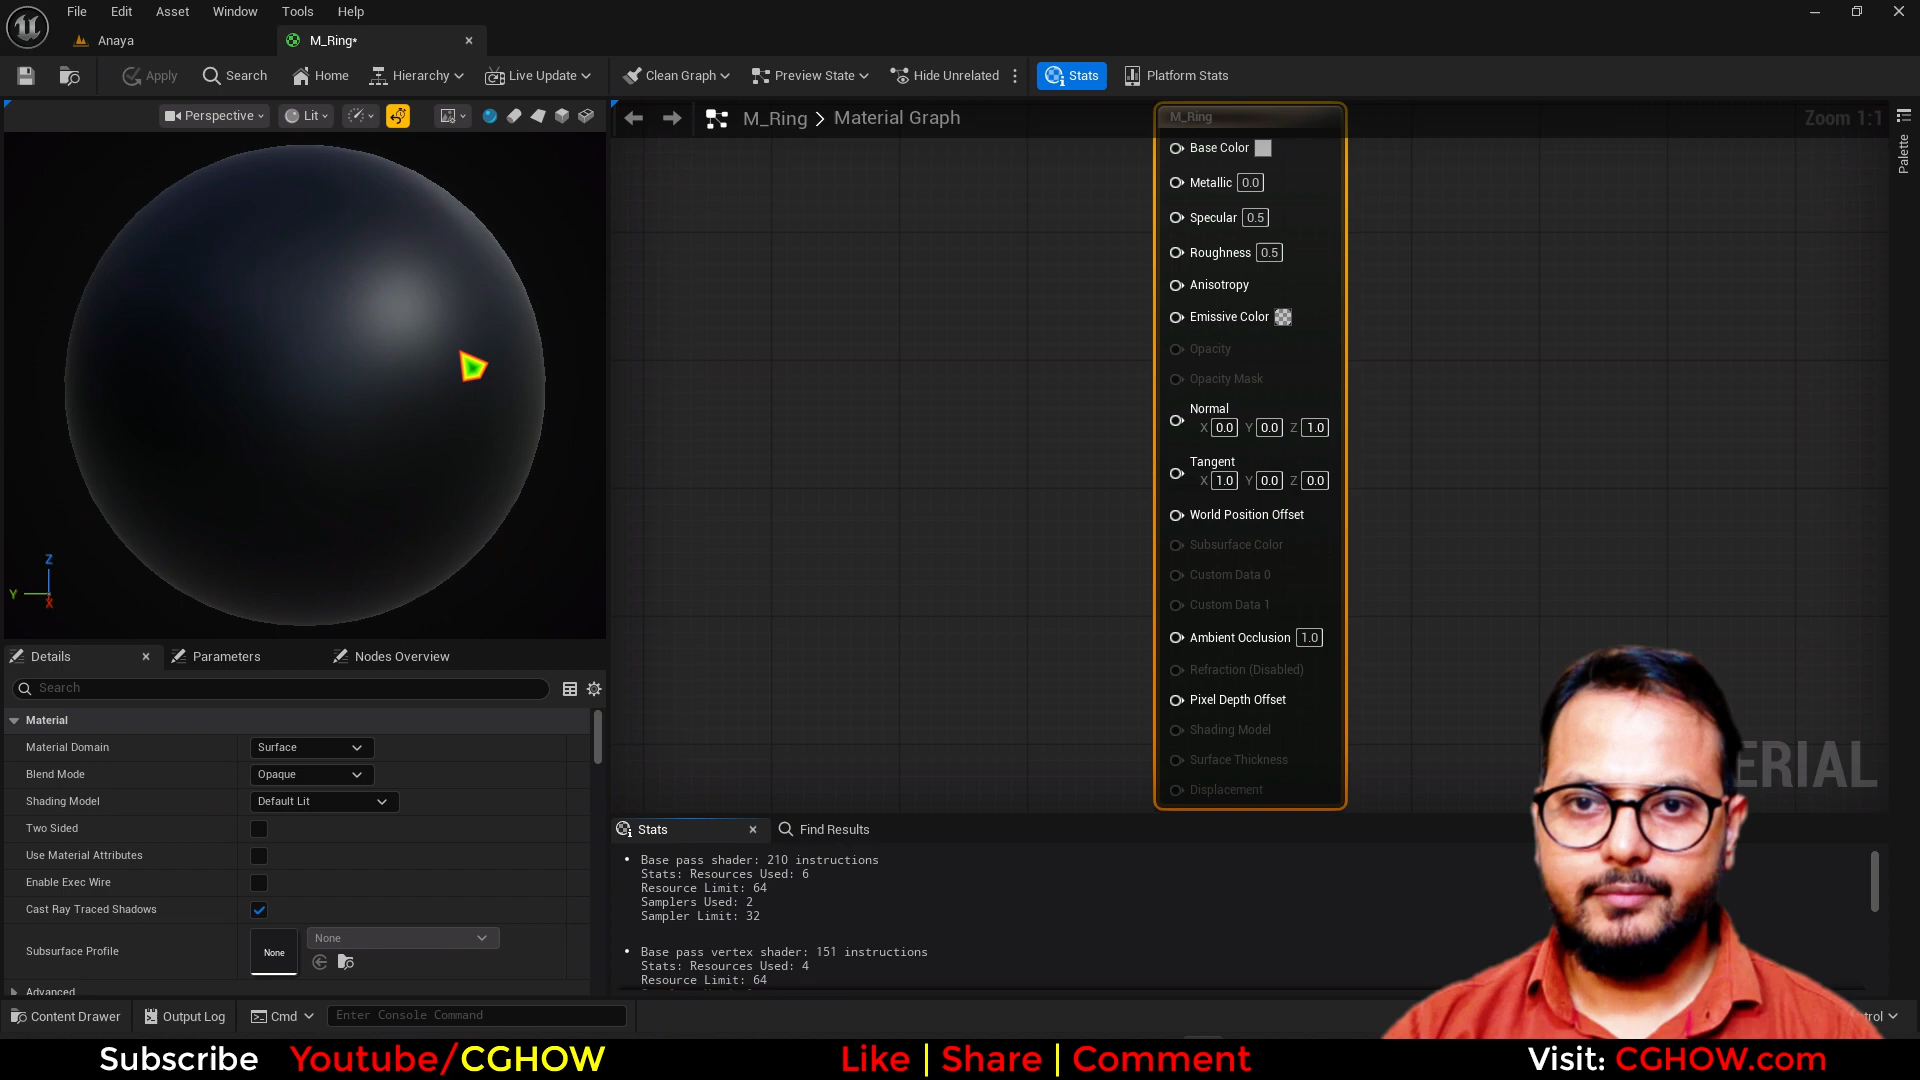 File Edit Asset Window Tools Help
Anaya
M_Ring*
Apply Search Home Hierarchy Live Update Clean Graph Preview State Hide Unrelated Stats Platform Stats
Perspective Lit
M_Ring > Material Graph
Zoom 1:1
Palette
M_Ring
Base Color
Metallic 0.0
Specular 0.5
Roughness 0.5
Anisotropy
Emissive Color
Opacity
Opacity Mask
Normal
X 0.0 Y 0.0 Z 1.0
Tangent
X 1.0 Y 0.0 Z 0.0
World Position Offset
Subsurface Color
Custom Data 0
Custom Data 1
Ambient Occlusion 1.0
Refraction (Disabled)
Pixel Depth Offset
Shading Model
Surface Thickness
Displacement
ERIAL
Z
Y
X
Details Parameters Nodes Overview
Search
Material
Material Domain Surface
Blend Mode Opaque
Shading Model Default Lit
Two Sided
Use Material Attributes
Enable Exec Wire
Cast Ray Traced Shadows
Subsurface Profile None None
Advanced
Stats Find Results
Base pass shader: 210 instructions
Stats: Resources Used: 6
Resource Limit: 64
Samplers Used: 2
Sampler Limit: 32
Base pass vertex shader: 151 instructions
Stats: Resources Used: 4
Resource Limit: 64
Content Drawer Output Log Cmd Enter Console Command
trol
Subscribe Youtube/CGHOW Like | Share | Comment Visit: CGHOW.com